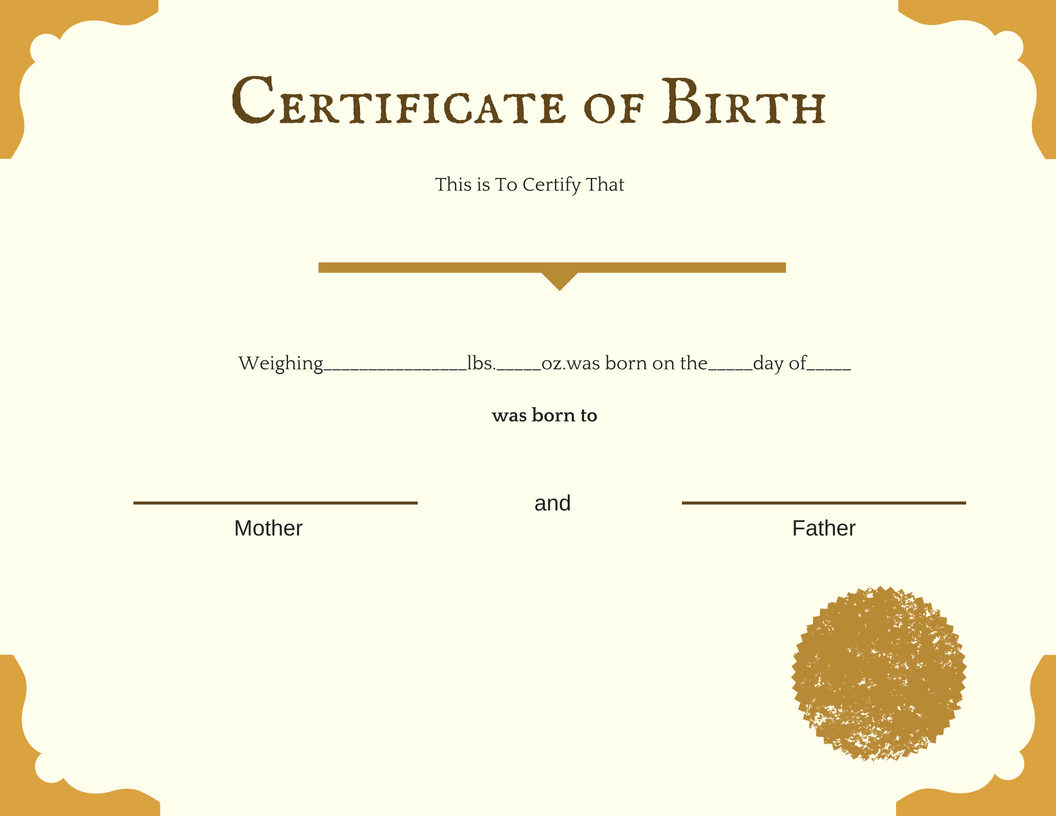 Certificate of Birth
This is To Certify That
Weighing________________lbs._____oz.was born on the_____day of_____
was born to
and
Mother
Father